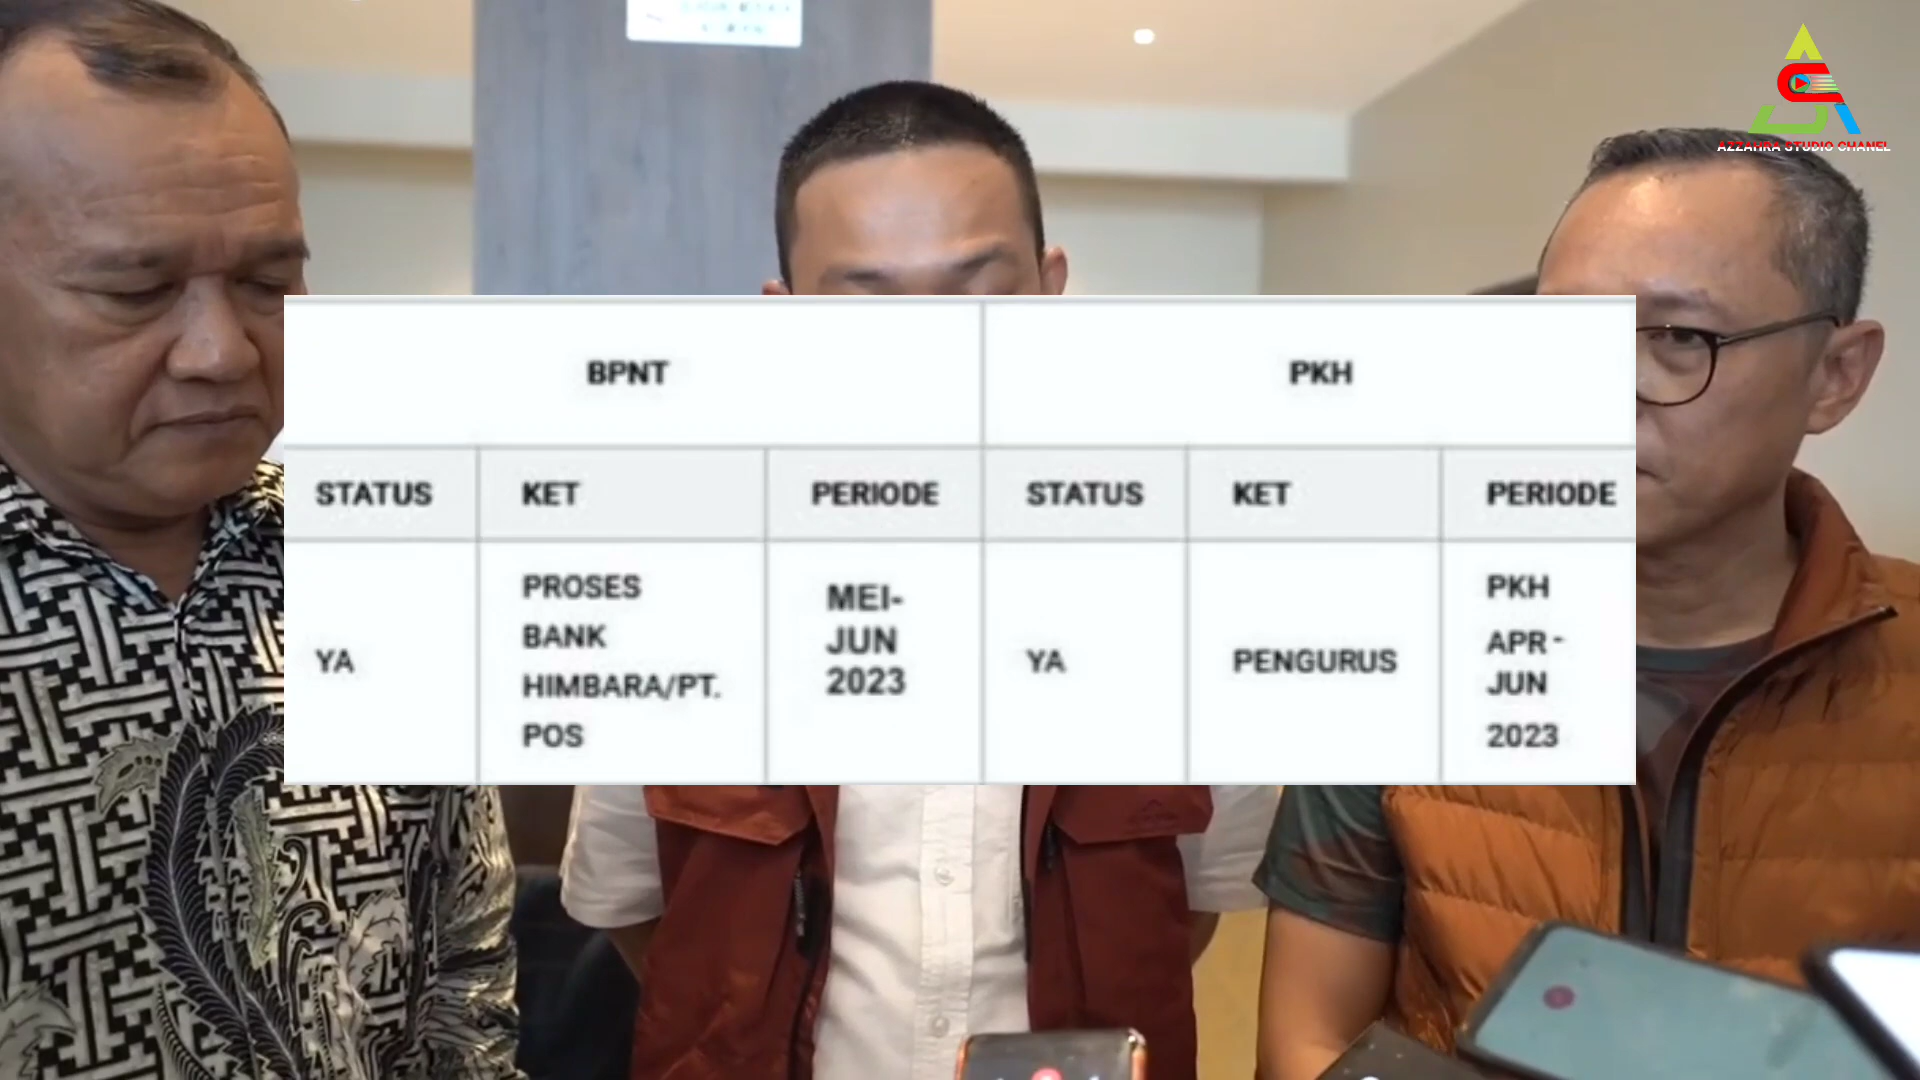 AZZAHRA STUDIO CHANEL
BPNT PKH
STATUS KET PERIODE STATUS KET PERIODE
YA
PROSES
BANK
HIMBARA/PT.
POS
MEI-
JUN
2023
YA
PENGURUS
PKH
APR -
JUN
2023